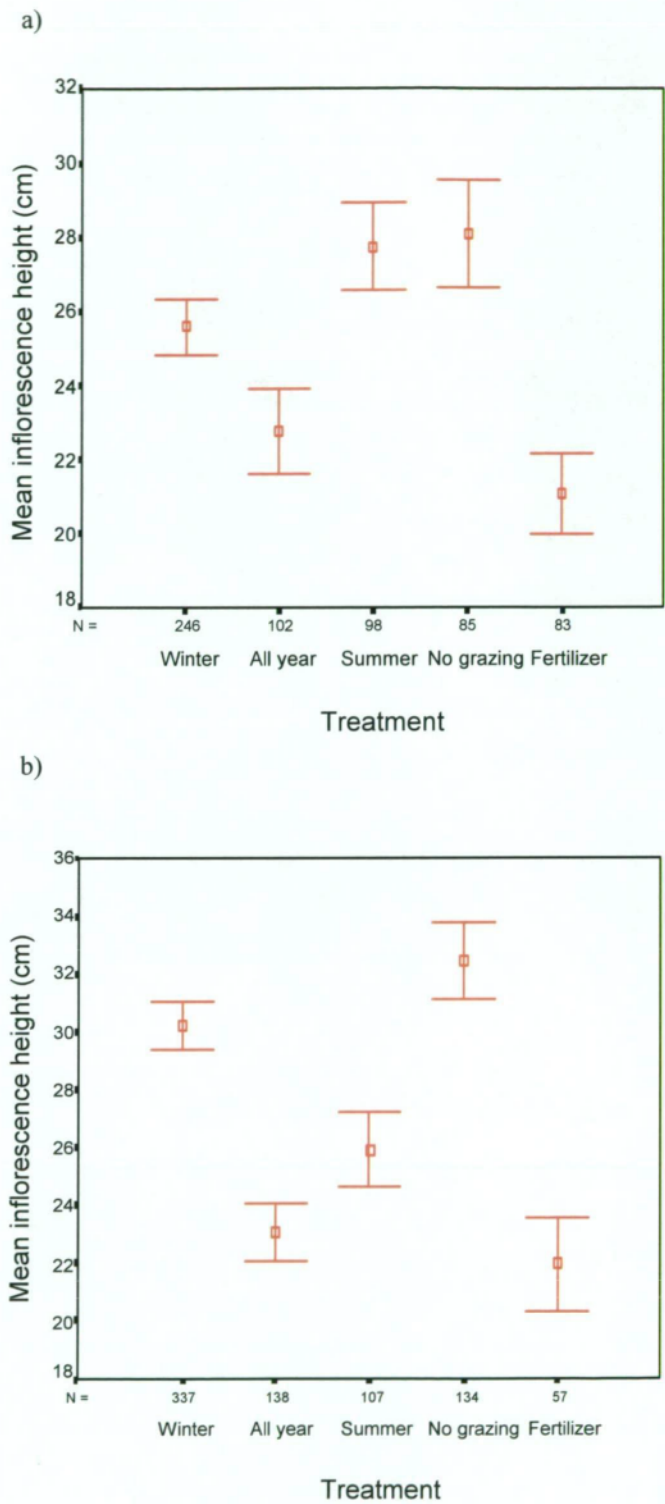 a)
Mean inflorescence height (cm)
32
30
28
26
24
22
20
18
N = 246 102 98 85 83
Winter All year Summer No grazing Fertilizer
Treatment
b)
Mean inflorescence height (cm)
36
34
32
30
28
26
24
22
20
18
N = 337 138 107 134 57
Winter All year Summer No grazing Fertilizer
Treatment